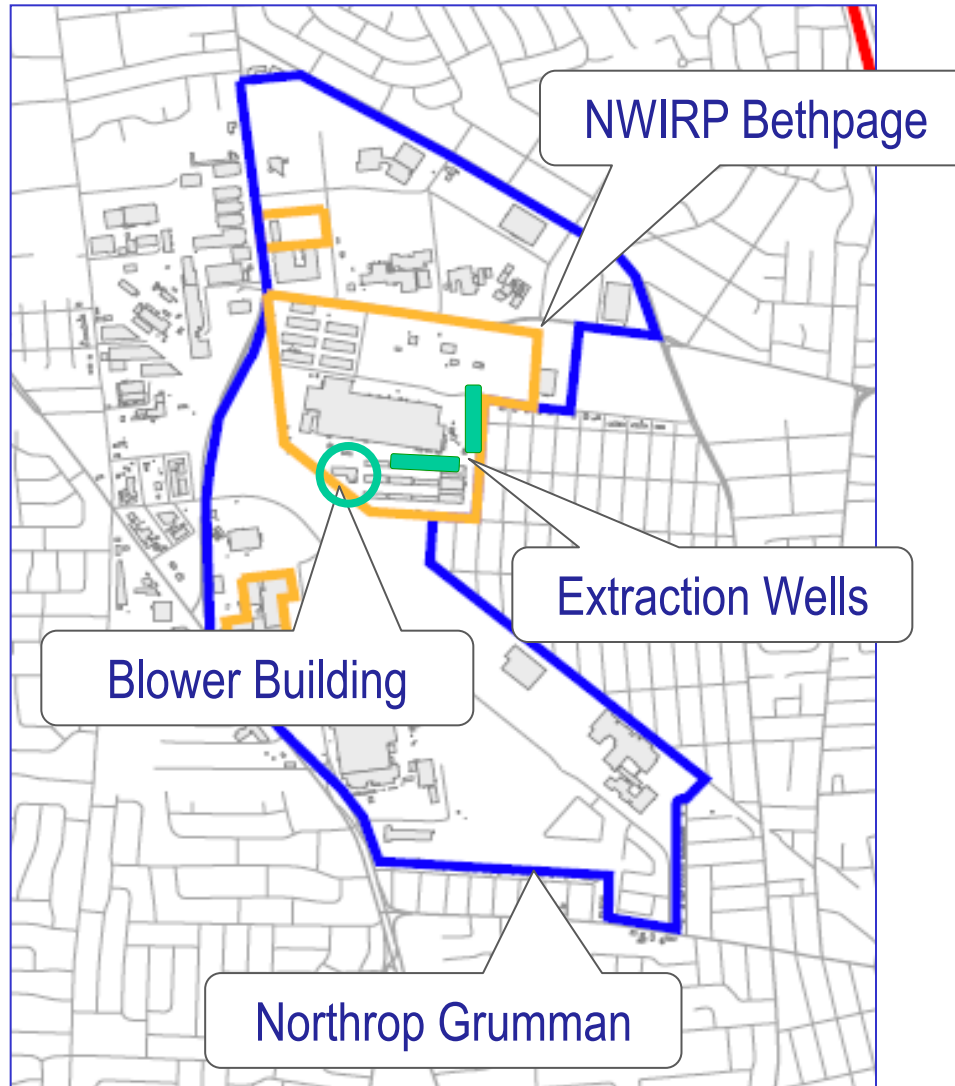 NWIRP Bethpage
Extraction Wells
Blower Building
Northrop Grumman